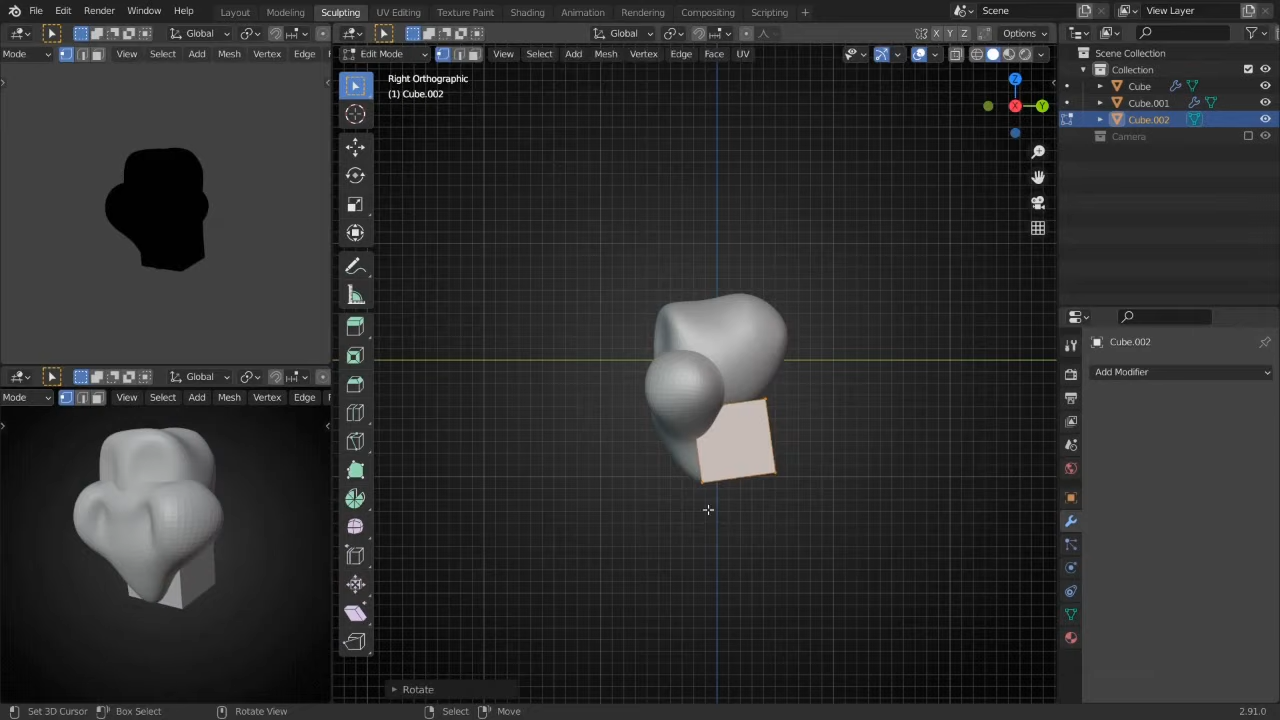 File Edit Render Window Help Layout Modeling Sculpting UV Editing Texture Paint Shading Animation Rendering Compositing Scripting + Scene View Layer
Global Global X Y Z Options
Mode View Select Add Mesh Vertex Edge Edit Mode View Select Add Mesh Vertex Edge Face UV
Scene Collection
Collection
Cube
Cube.001
Cube.002
Camera
Right Orthographic
(1) Cube.002
Z
X
Y
Cube.002
Add Modifier
Global
Mode View Select Add Mesh Vertex Edge F
Rotate
Set 3D Cursor Box Select Rotate View Select Move 2.91.0